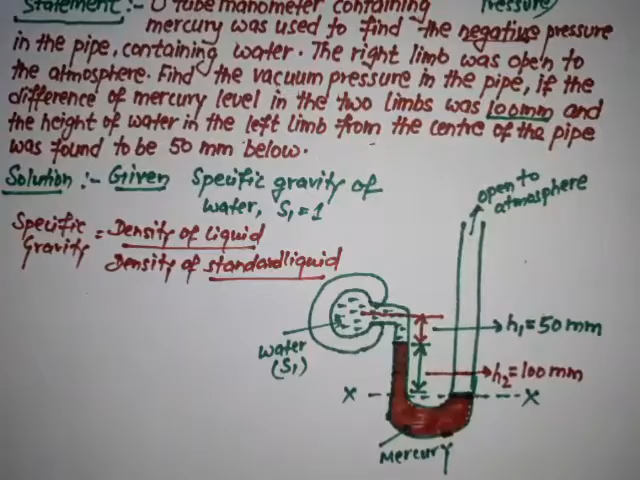 Statement:- U tube manometer containing
Pressure)
mercury was used to find the negative pressure
in the pipe, containing water. The right limb was open to
the atmosphere. Find the vacuum pressure in the pipe, if the
difference of mercury level in the two limbs was 100mm and
the height of water in the left limb from the centre of the pipe
was found to be 50 mm below.
Solution:- Given Specific gravity of
water, S1=1
open to
atmosphere
Specific
Gravity = Density of liquid
Density of standard liquid
h1=50mm
water
(S1)
h2=100mm
X X
Mercury